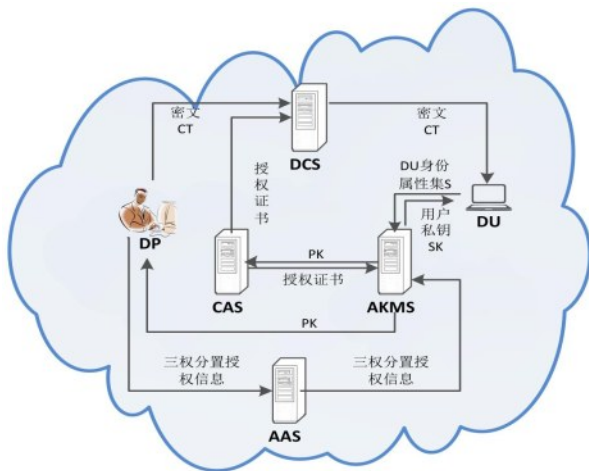 密文
CT
密文
CT
DCS
授
权
证
书
DU身份
属性集S
用户
私钥
SK
DU
DP
PK
CAS
授权证书
AKMS
PK
三权分置授
权信息
三权分置授
权信息
AAS